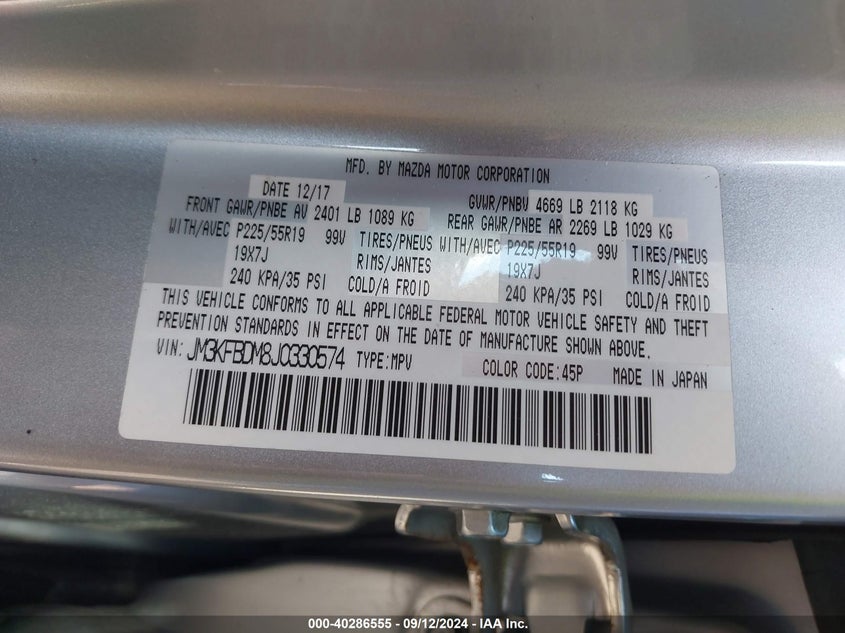 MFD. BY MAZDA MOTOR CORPORATION
DATE 12/17 GVWR/PNBV 4669 LB 2118 KG
FRONT GAWR/PNBE AV 2401 LB 1089 KG REAR GAWR/PNBE AR 2269 LB 1029 KG
WITH/AVEC P225/55R19 99V TIRES/PNEUS WITH/AVEC P225/55R19 99V TIRES/PNEUS
19X7J RIMS/JANTES 19X7J RIMS/JANTES
240 KPA/35 PSI COLD/A FROID 240 KPA/35 PSI COLD/A FROID
THIS VEHICLE CONFORMS TO ALL APPLICABLE FEDERAL MOTOR VEHICLE SAFETY AND THEFT
PREVENTION STANDARDS IN EFFECT ON THE DATE OF MANUFACTURE SHOWN ABOVE.
VIN: JM3KFBDM8J0330574 TYPE:MPV COLOR CODE:45P MADE IN JAPAN
000-40286555 - 09/12/2024 - IAA Inc.